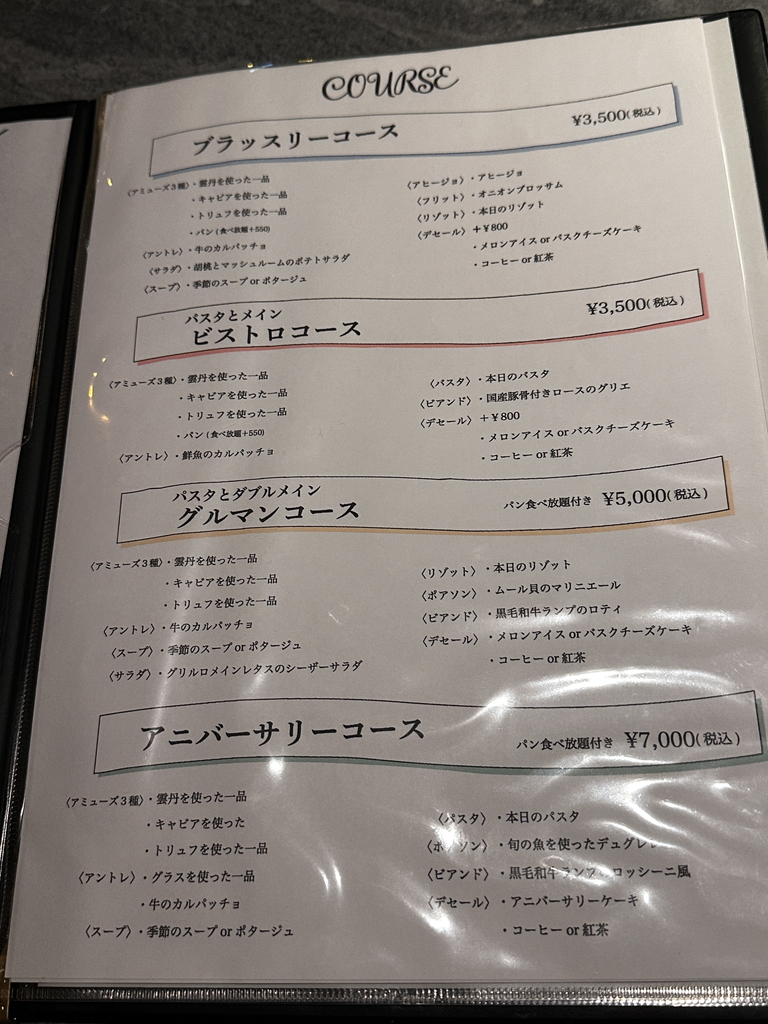 COURSE
ブラッスリーコース ¥3,500(税込)
〈アミューズ3種〉・雲丹を使った一品
・キャビアを使った一品
・トリュフを使った一品
・パン(食べ放題+550)
〈アントレ〉・牛のカルパッチョ
〈サラダ〉・胡桃とマッシュルームのポテトサラダ
〈スープ〉・季節のスープ or ポタージュ
〈アヒージョ〉・アヒージョ
〈フリット〉・オニオンブロッサム
〈リゾット〉・本日のリゾット
〈デセール〉+¥800
・メロンアイス or バスクチーズケーキ
・コーヒー or 紅茶
パスタとメイン
ビストロコース ¥3,500(税込)
〈アミューズ3種〉・雲丹を使った一品
・キャビアを使った一品
・トリュフを使った一品
・パン(食べ放題+550)
〈アントレ〉・鮮魚のカルパッチョ
〈パスタ〉・本日のパスタ
〈ビアンド〉・国産豚骨付きロースのグリエ
〈デセール〉+¥800
・メロンアイス or バスクチーズケーキ
・コーヒー or 紅茶
パスタとダブルメイン
グルマンコース パン食べ放題付き ¥5,000(税込)
〈アミューズ3種〉・雲丹を使った一品
・キャビアを使った一品
・トリュフを使った一品
〈アントレ〉・牛のカルパッチョ
〈スープ〉・季節のスープ or ポタージュ
〈サラダ〉・グリルロメインレタスのシーザーサラダ
〈リゾット〉・本日のリゾット
〈ポアソン〉・ムール貝のマリニエール
〈ビアンド〉・黒毛和牛ランプのロティ
〈デセール〉・メロンアイス or バスクチーズケーキ
・コーヒー or 紅茶
アニバーサリーコース パン食べ放題付き ¥7,000(税込)
〈アミューズ3種〉・雲丹を使った一品
・キャビアを使った
・トリュフを使った一品
〈アントレ〉・グラスを使った一品
・牛のカルパッチョ
〈スープ〉・季節のスープ or ポタージュ
〈パスタ〉・本日のパスタ
〈ポアソン〉・旬の魚を使ったデュグレレ
〈ビアンド〉・黒毛和牛ランプのロッシーニ風
〈デセール〉・アニバーサリーケーキ
・コーヒー or 紅茶